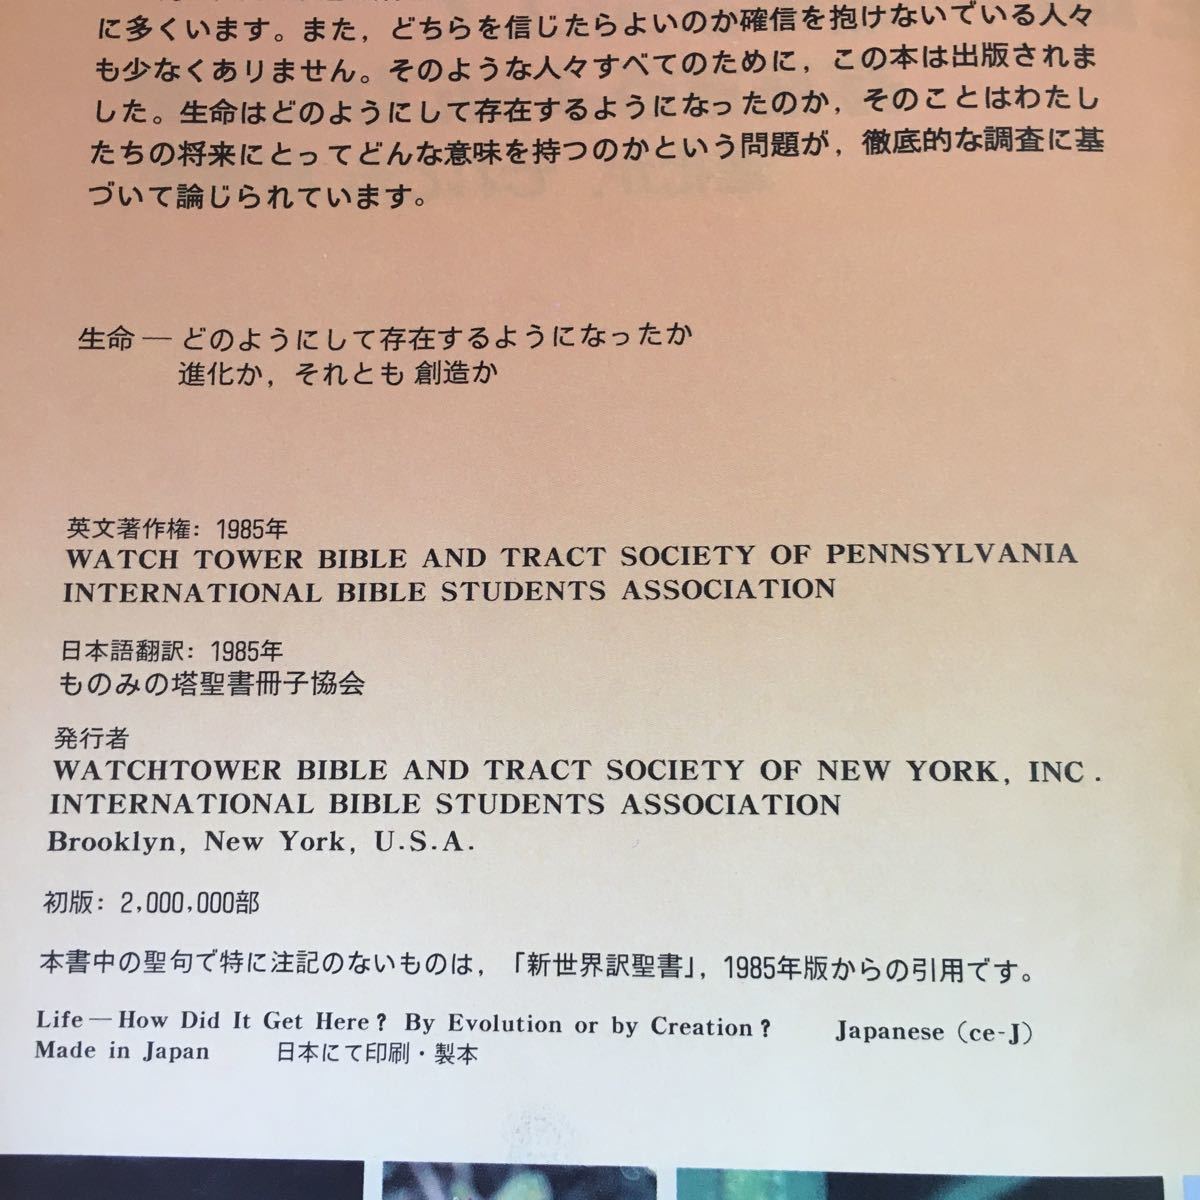 に多くいます。また，どちらを信じたらよいのか確信を抱けないでいる人々
も少なくありません。そのような人々すべてのために，この本は出版されま
した。生命はどのようにして存在するようになったのか，そのことはわたし
たちの将来にとってどんな意味を持つのかという問題が，徹底的な調査に基
づいて論じられています。
生命 ― どのようにして存在するようになったか
進化か，それとも 創造か
英文著作権: 1985年
WATCH TOWER BIBLE AND TRACT SOCIETY OF PENNSYLVANIA
INTERNATIONAL BIBLE STUDENTS ASSOCIATION
日本語翻訳: 1985年
ものみの塔聖書冊子協会
発行者
WATCHTOWER BIBLE AND TRACT SOCIETY OF NEW YORK, INC.
INTERNATIONAL BIBLE STUDENTS ASSOCIATION
Brooklyn, New York, U.S.A.
初版: 2,000,000部
本書中の聖句で特に注記のないものは，「新世界訳聖書」，1985年版からの引用です。
Life—How Did It Get Here? By Evolution or by Creation? Japanese (ce-J)
Made in Japan 日本にて印刷・製本